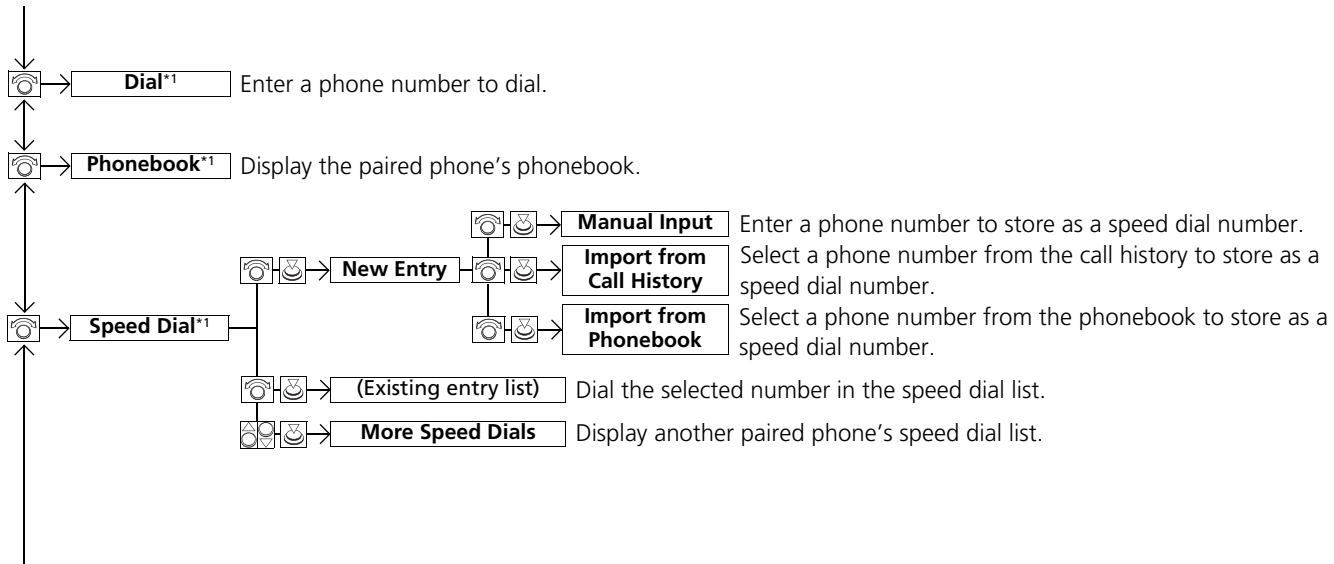 Dial*1 Enter a phone number to dial.
Phonebook*1 Display the paired phone’s phonebook.
Manual Input Enter a phone number to store as a speed dial number.
Import from Call History Select a phone number from the call history to store as a
speed dial number.
New Entry
Speed Dial*1
Import from Phonebook Select a phone number from the phonebook to store as a
speed dial number.
(Existing entry list) Dial the selected number in the speed dial list.
More Speed Dials Display another paired phone’s speed dial list.